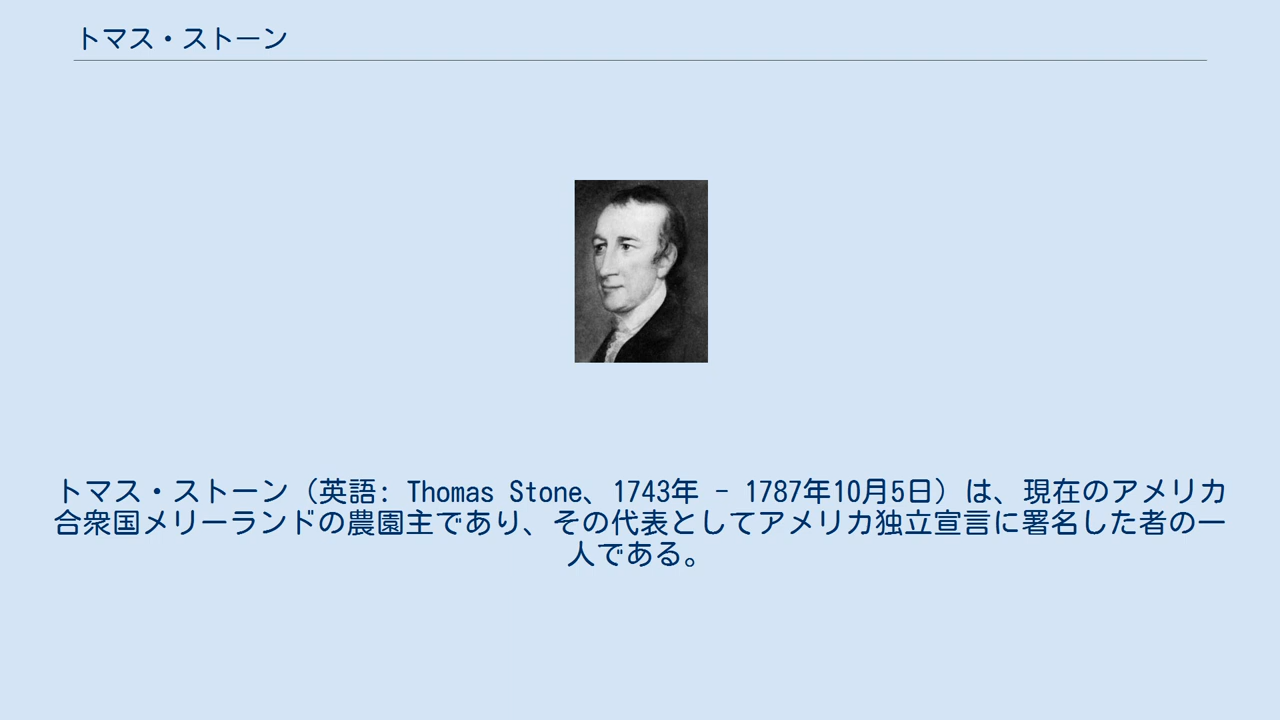 トマス・ストーン
トマス・ストーン（英語: Thomas Stone、1743年 - 1787年10月5日）は、現在のアメリカ
合衆国メリーランドの農園主であり、その代表としてアメリカ独立宣言に署名した者の一
人である。